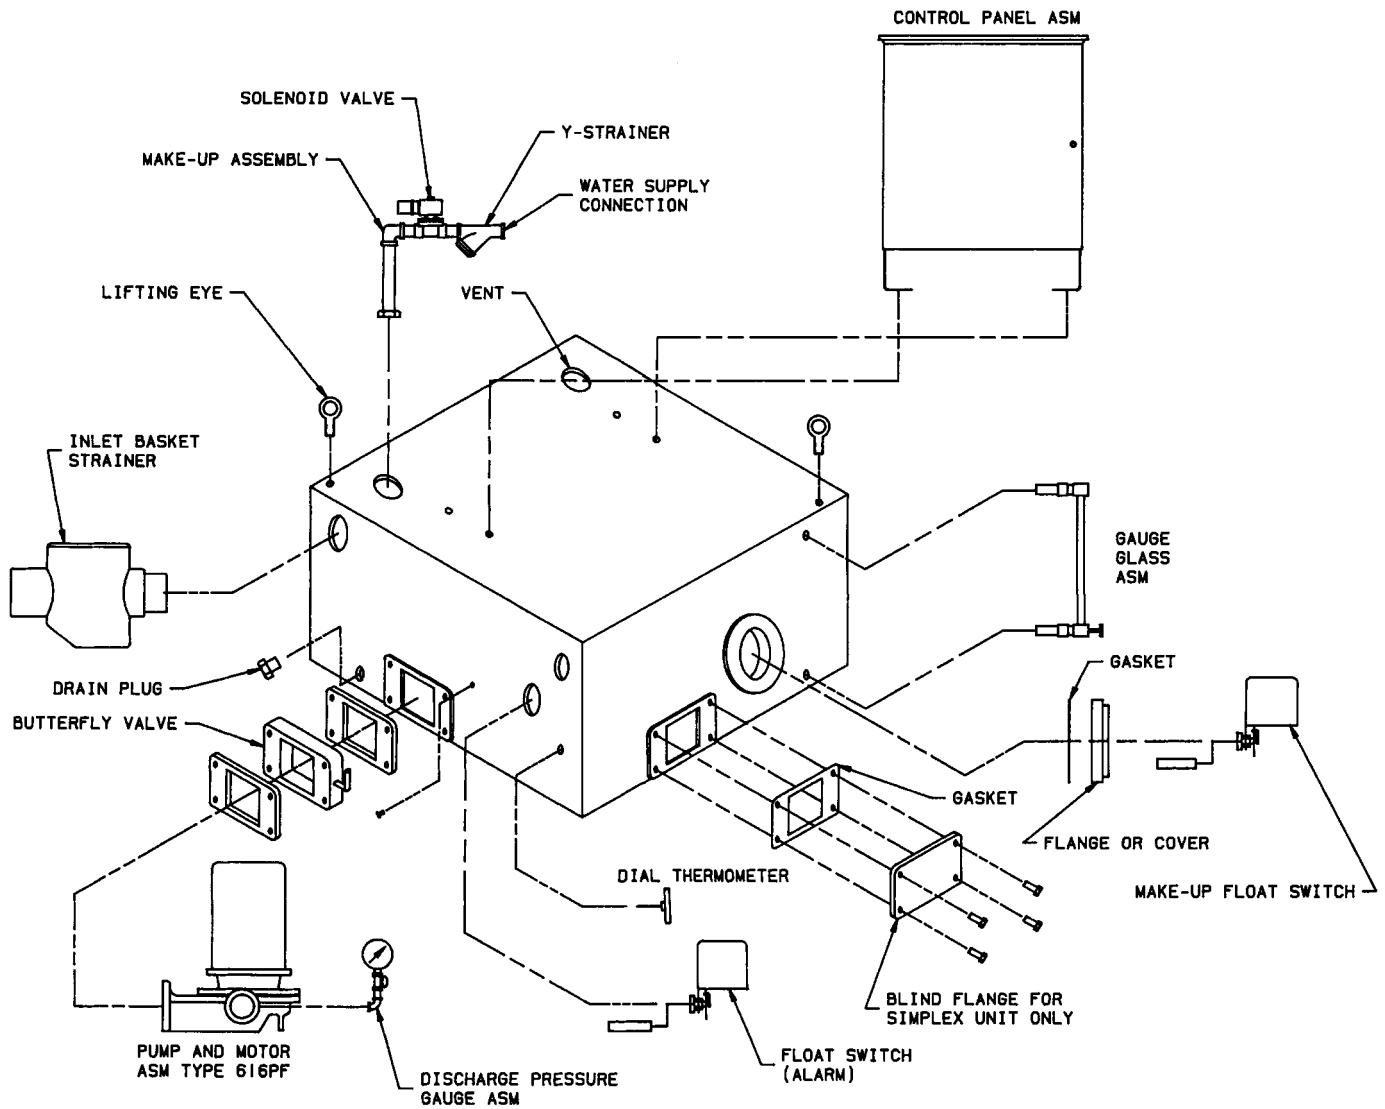 CONTROL PANEL ASM
SOLENOID VALVE
Y-STRAINER
MAKE-UP ASSEMBLY
WATER SUPPLY
CONNECTION
LIFTING EYE
VENT
INLET BASKET
STRAINER
GAUGE
GLASS
ASM
DRAIN PLUG
GASKET
BUTTERFLY VALVE
GASKET
FLANGE OR COVER
DIAL THERMOMETER
MAKE-UP FLOAT SWITCH
BLIND FLANGE FOR
SIMPLEX UNIT ONLY
PUMP AND MOTOR
ASM TYPE 616PF
FLOAT SWITCH
(ALARM)
DISCHARGE PRESSURE
GAUGE ASM